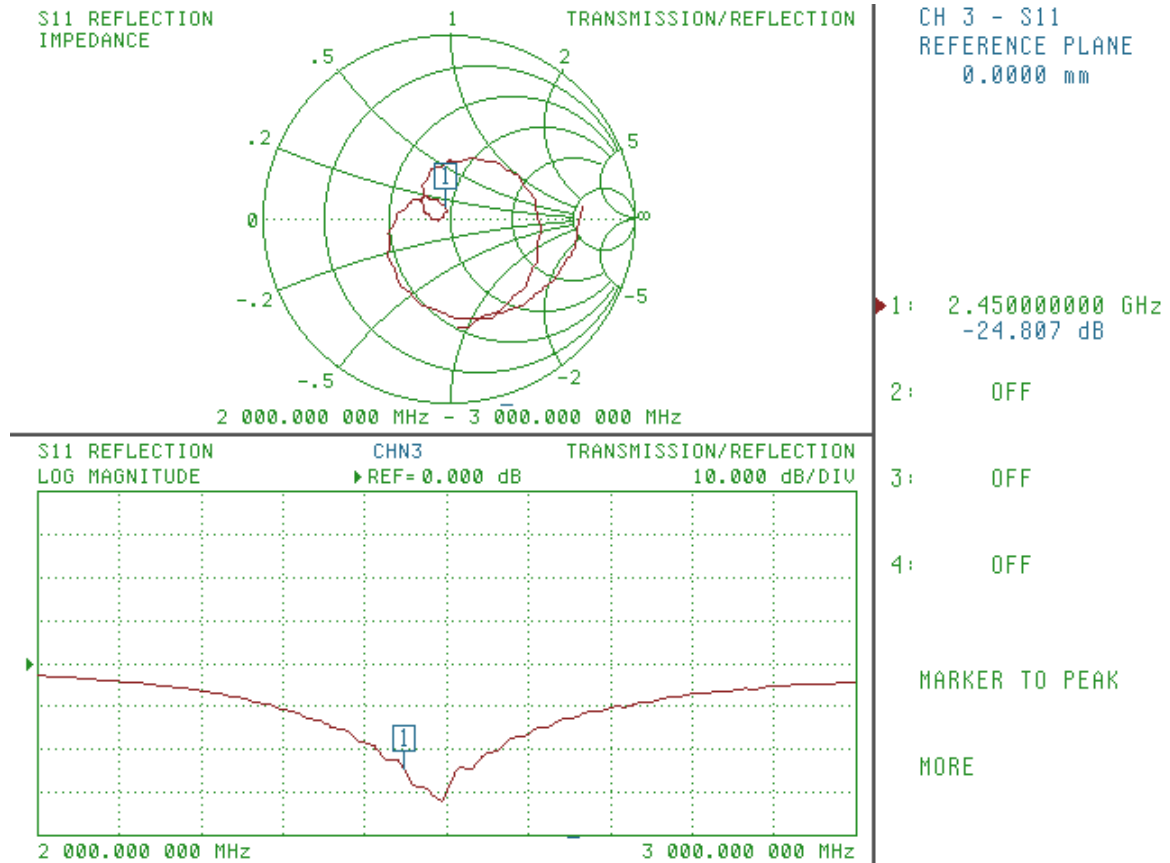 S11 REFLECTION
IMPEDANCE
TRANSMISSION/REFLECTION
1
.5
2
.2
5
1
0
∞
-.2
-5
-.5
-2
2 000.000 000 MHz - 3 000.000 000 MHz
S11 REFLECTION CHN3 TRANSMISSION/REFLECTION
LOG MAGNITUDE ▶REF= 0.000 dB 10.000 dB/DIV
1
2 000.000 000 MHz 3 000.000 000 MHz
CH 3 - S11
REFERENCE PLANE
0.0000 mm
▶1: 2.450000000 GHz
-24.807 dB
2: OFF
3: OFF
4: OFF
MARKER TO PEAK
MORE